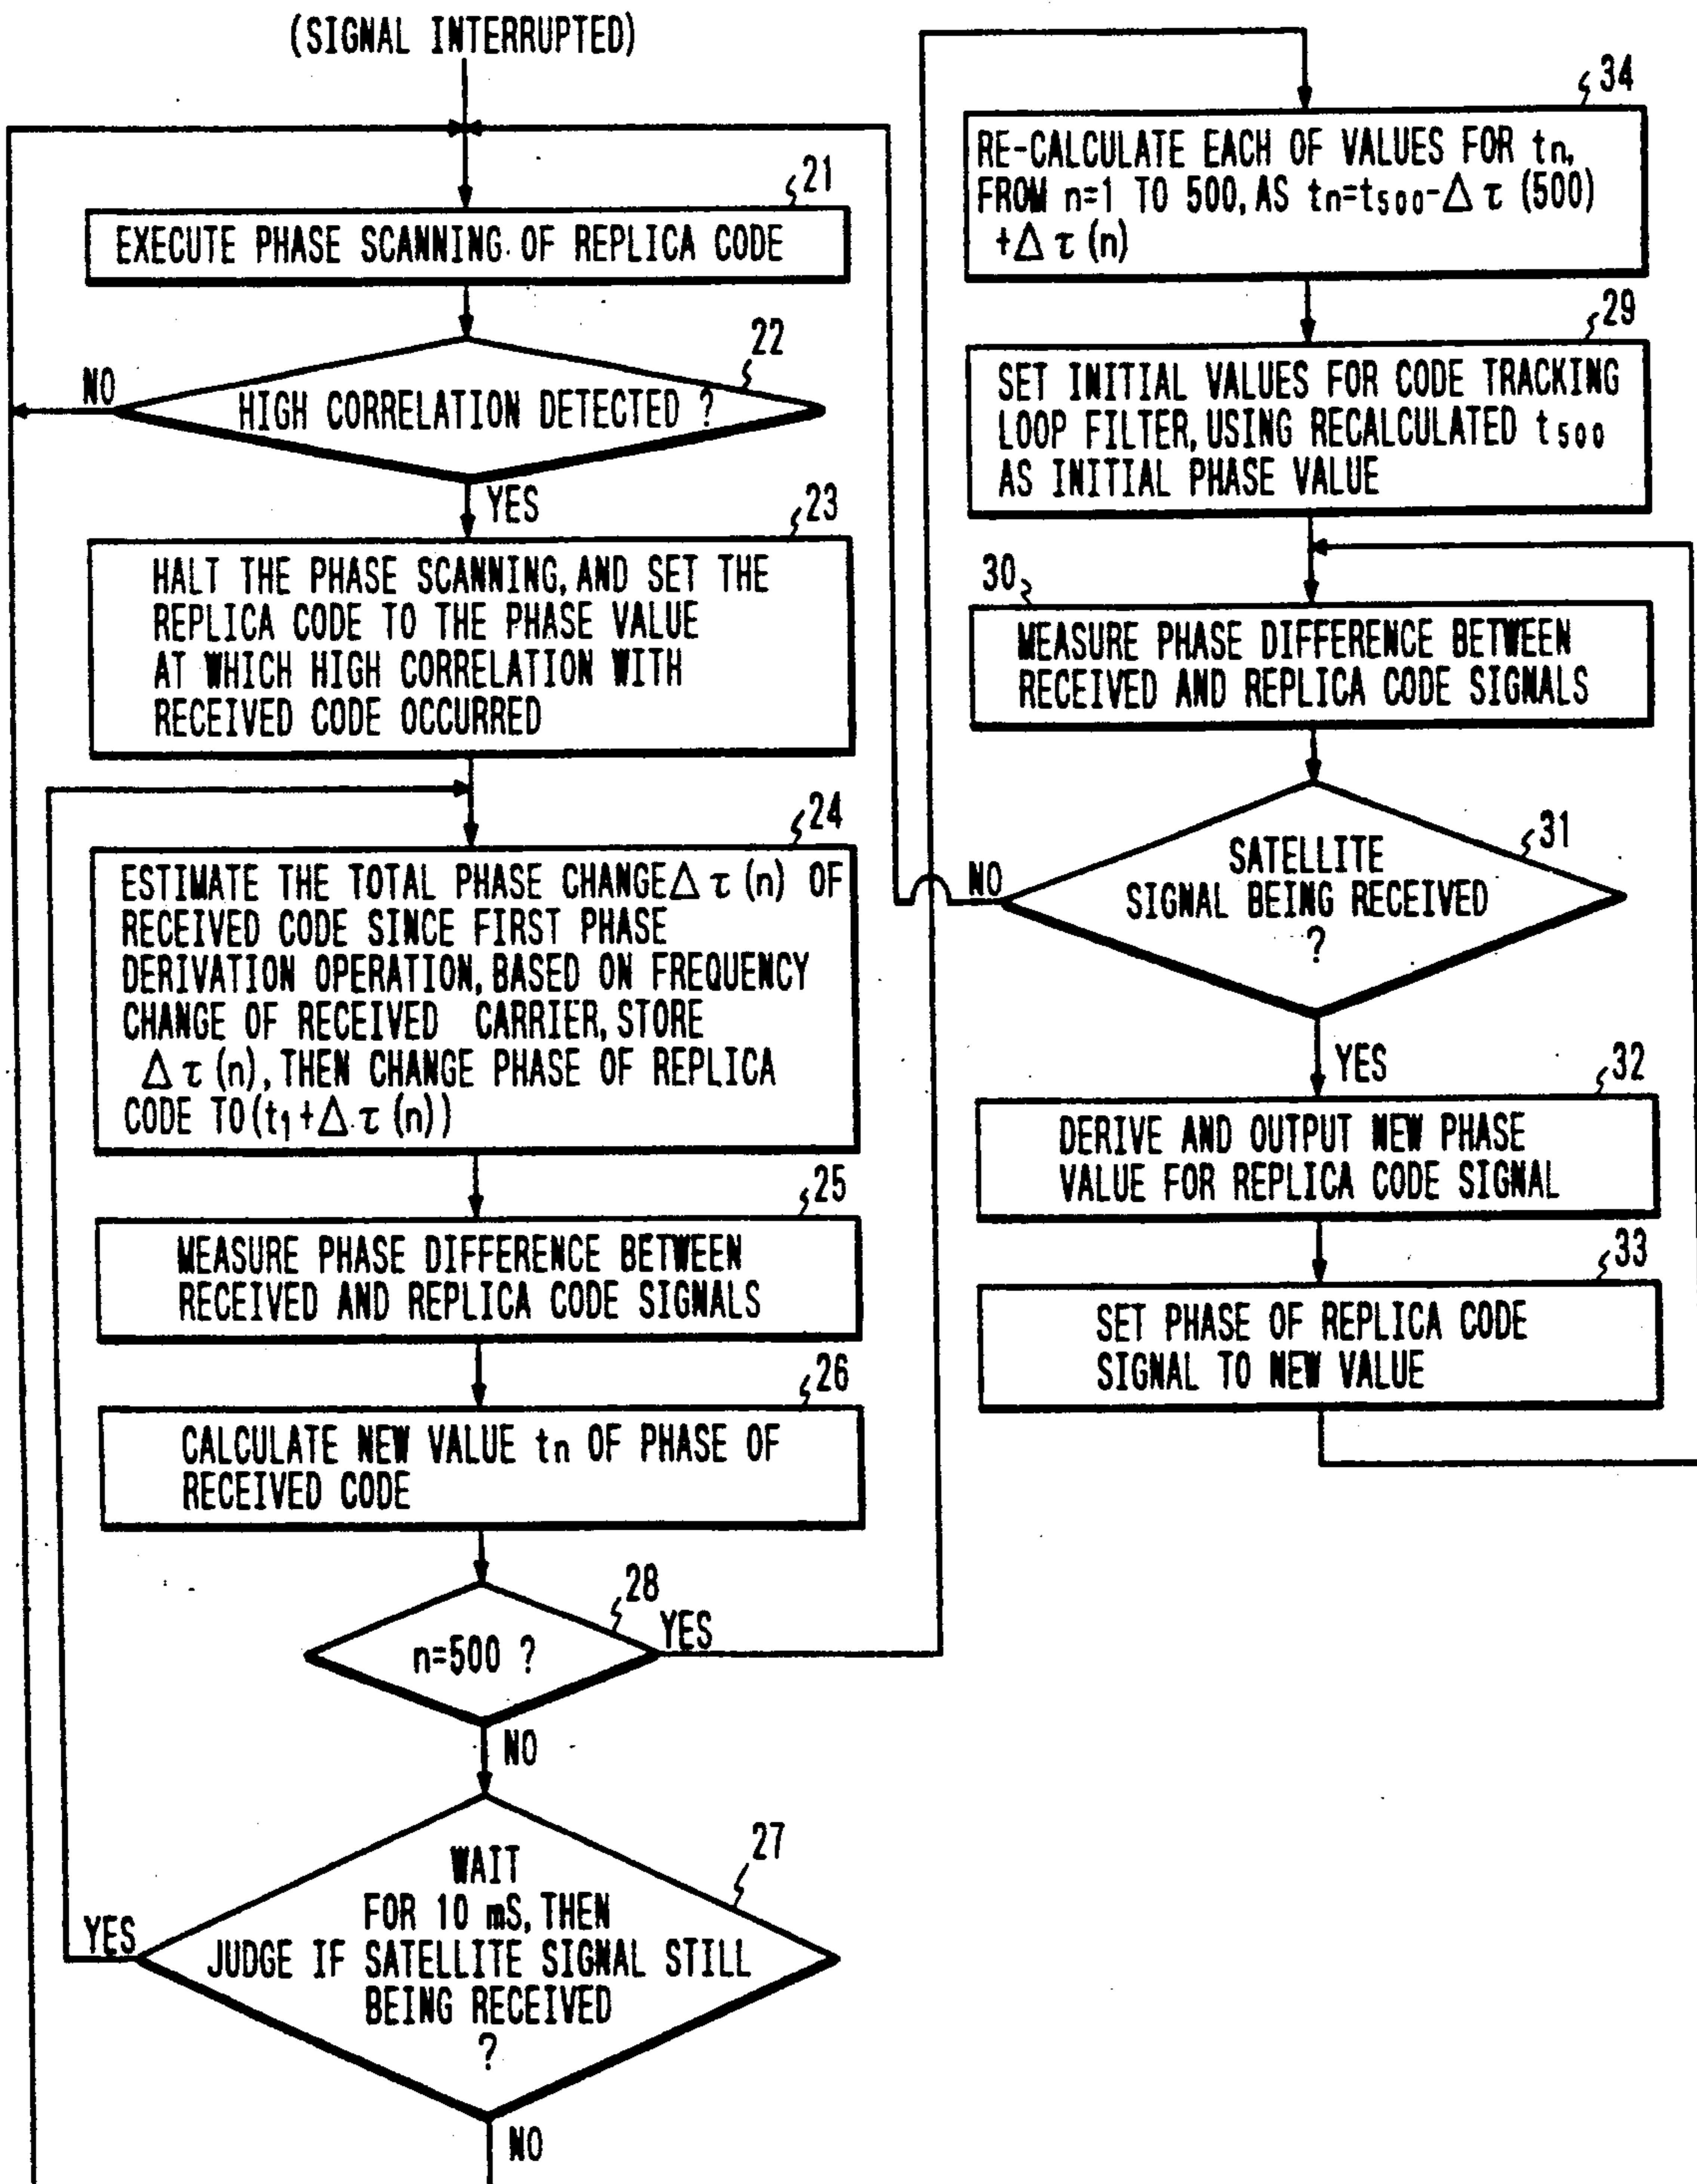 (SIGNAL INTERRUPTED)
21
EXECUTE PHASE SCANNING OF REPLICA CODE
22
NO
HIGH CORRELATION DETECTED ?
YES
23
HALT THE PHASE SCANNING, AND SET THE
REPLICA CODE TO THE PHASE VALUE
AT WHICH HIGH CORRELATION WITH
RECEIVED CODE OCCURRED
24
ESTIMATE THE TOTAL PHASE CHANGE Δτ(n) OF
RECEIVED CODE SINCE FIRST PHASE
DERIVATION OPERATION, BASED ON FREQUENCY
CHANGE OF RECEIVED CARRIER, STORE
Δτ(n), THEN CHANGE PHASE OF REPLICA
CODE TO (t1+Δτ(n))
25
MEASURE PHASE DIFFERENCE BETWEEN
RECEIVED AND REPLICA CODE SIGNALS
26
CALCULATE NEW VALUE tn OF PHASE OF
RECEIVED CODE
28
n=500 ?
YES
NO
27
WAIT
FOR 10 mS, THEN
JUDGE IF SATELLITE SIGNAL STILL
BEING RECEIVED
?
YES
NO
34
RE-CALCULATE EACH OF VALUES FOR tn,
FROM n=1 TO 500, AS tn=t500-Δτ(500)
+Δτ(n)
29
SET INITIAL VALUES FOR CODE TRACKING
LOOP FILTER, USING RECALCULATED t500
AS INITIAL PHASE VALUE
30
MEASURE PHASE DIFFERENCE BETWEEN
RECEIVED AND REPLICA CODE SIGNALS
31
SATELLITE
SIGNAL BEING RECEIVED
?
NO
YES
32
DERIVE AND OUTPUT NEW PHASE
VALUE FOR REPLICA CODE SIGNAL
33
SET PHASE OF REPLICA CODE
SIGNAL TO NEW VALUE